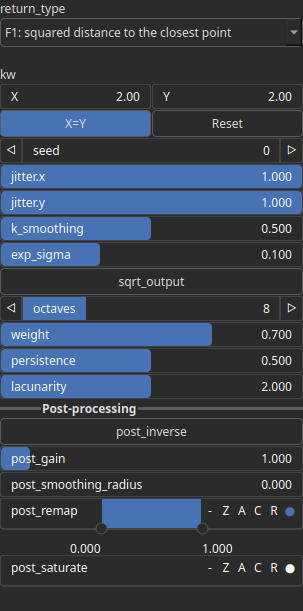 return_type
F1: squared distance to the closest point
kw
X 2.00 Y 2.00
X=Y Reset
seed 0
jitter.x 1.000
jitter.y 1.000
k_smoothing 0.500
exp_sigma 0.100
sqrt_output
octaves 8
weight 0.700
persistence 0.500
lacunarity 2.000
Post-processing
post_inverse
post_gain 1.000
post_smoothing_radius 0.000
post_remap - Z A C R
0.000 1.000
post_saturate - Z A C R